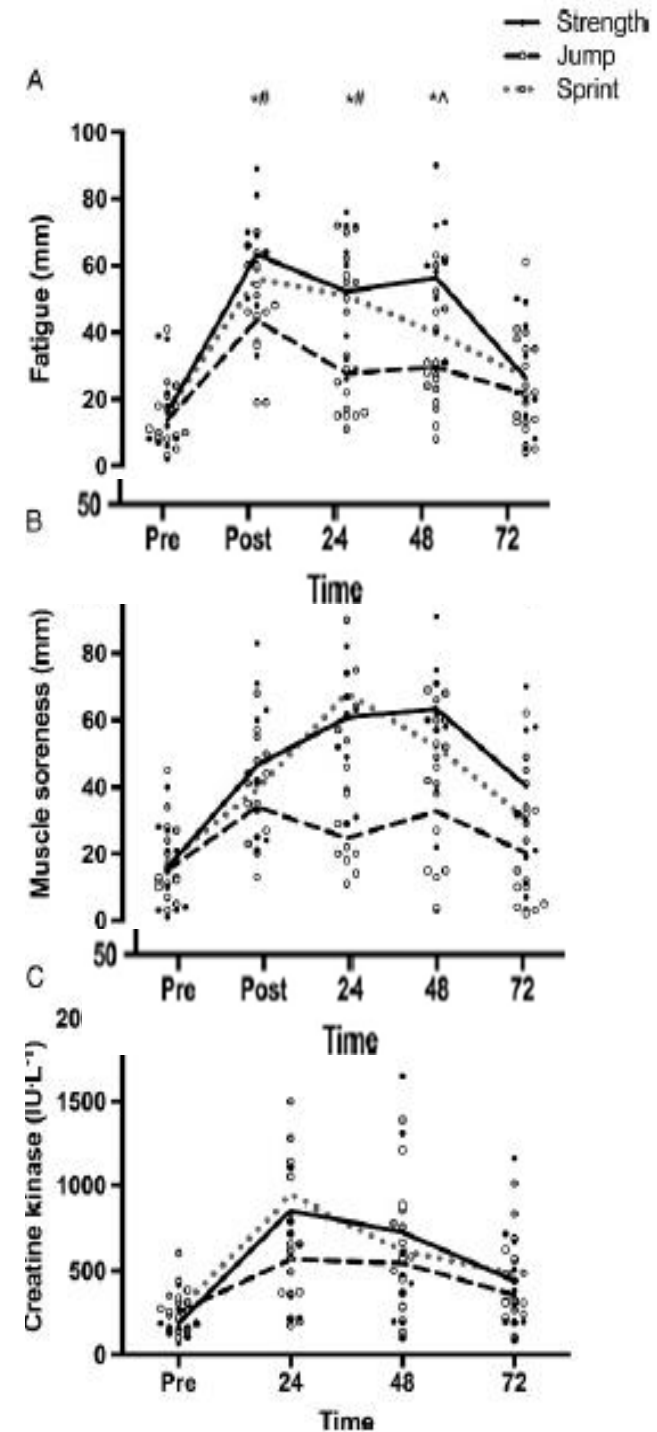 Strength
Jump
Sprint
A
*# *# *^
100
80
60
40
20
0
Fatigue (mm)
50
B
Pre Post 24 48 72
Time
80
60
40
20
0
Muscle soreness (mm)
50
C
Pre Post 24 48 72
20
Time
1500
1000
500
0
Creatine kinase (IU·L⁻¹)
Pre 24 48 72
Time